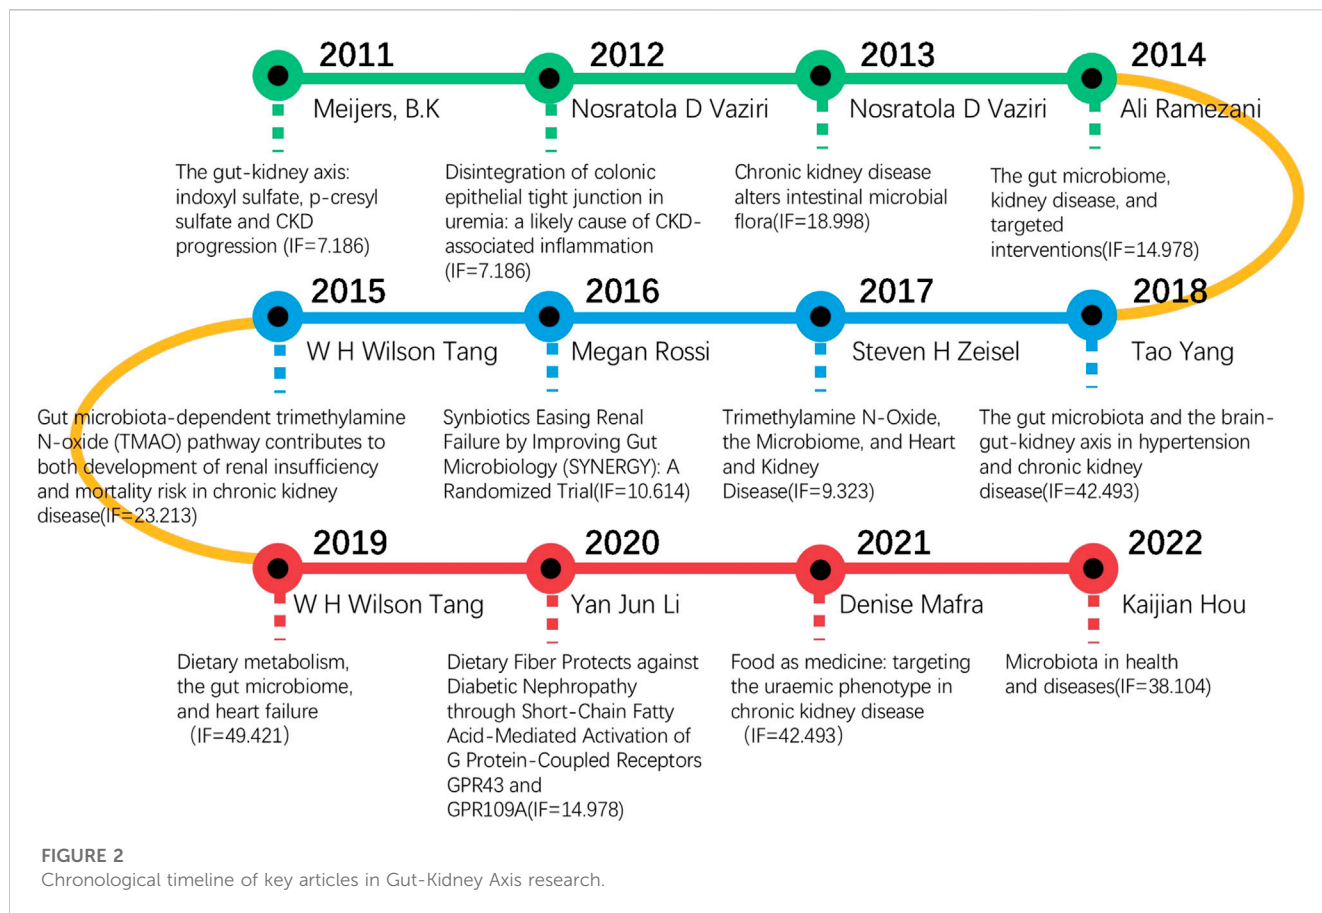 2011
Meijers, B.K
The gut-kidney axis:
indoxyl sulfate, p-cresyl
sulfate and CKD
progression (IF=7.186)
2012
Nosratola D Vaziri
Disintegration of colonic
epithelial tight junction in
uremia: a likely cause of CKD-
associated inflammation
(IF=7.186)
2013
Nosratola D Vaziri
Chronic kidney disease
alters intestinal microbial
flora(IF=18.998)
2014
Ali Ramezani
The gut microbiome,
kidney disease, and
targeted
interventions(IF=14.978)
2015
W H Wilson Tang
Gut microbiota-dependent trimethylamine
N-oxide (TMAO) pathway contributes to
both development of renal insufficiency
and mortality risk in chronic kidney
disease(IF=23.213)
2016
Megan Rossi
Synbiotics Easing Renal
Failure by Improving Gut
Microbiology (SYNERGY): A
Randomized Trial(IF=10.614)
2017
Steven H Zeisel
Trimethylamine N-Oxide,
the Microbiome, and Heart
and Kidney
Disease(IF=9.323)
2018
Tao Yang
The gut microbiota and the brain-
gut-kidney axis in hypertension
and chronic kidney
disease(IF=42.493)
2019
W H Wilson Tang
Dietary metabolism,
the gut microbiome,
and heart failure
（IF=49.421)
2020
Yan Jun Li
Dietary Fiber Protects against
Diabetic Nephropathy
through Short-Chain Fatty
Acid-Mediated Activation of
G Protein-Coupled Receptors
GPR43 and
GPR109A(IF=14.978)
2021
Denise Mafra
Food as medicine: targeting
the uraemic phenotype in
chronic kidney disease
（IF=42.493)
2022
Kaijian Hou
Microbiota in health
and diseases(IF=38.104)
FIGURE 2
Chronological timeline of key articles in Gut-Kidney Axis research.